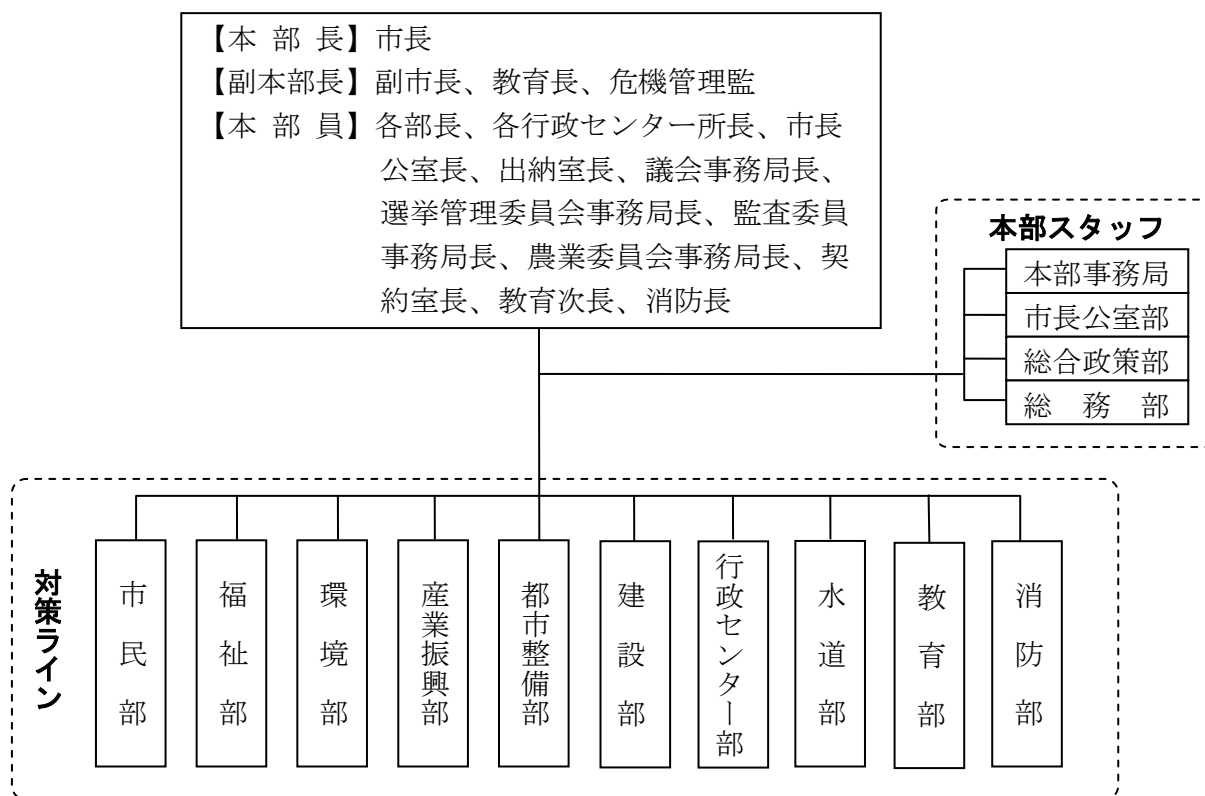 【本 部 長】市長
【副本部長】副市長、教育長、危機管理監
【本 部 員】各部長、各行政センター所長、市長
公室長、出納室長、議会事務局長、
選挙管理委員会事務局長、監査委員
事務局長、農業委員会事務局長、契
約室長、教育次長、消防長
本部スタッフ
本部事務局
市長公室部
総合政策部
総 務 部
対策ライン
市民部
福祉部
環境部
産業振興部
都市整備部
建設部
行政センター部
水道部
教育部
消防部